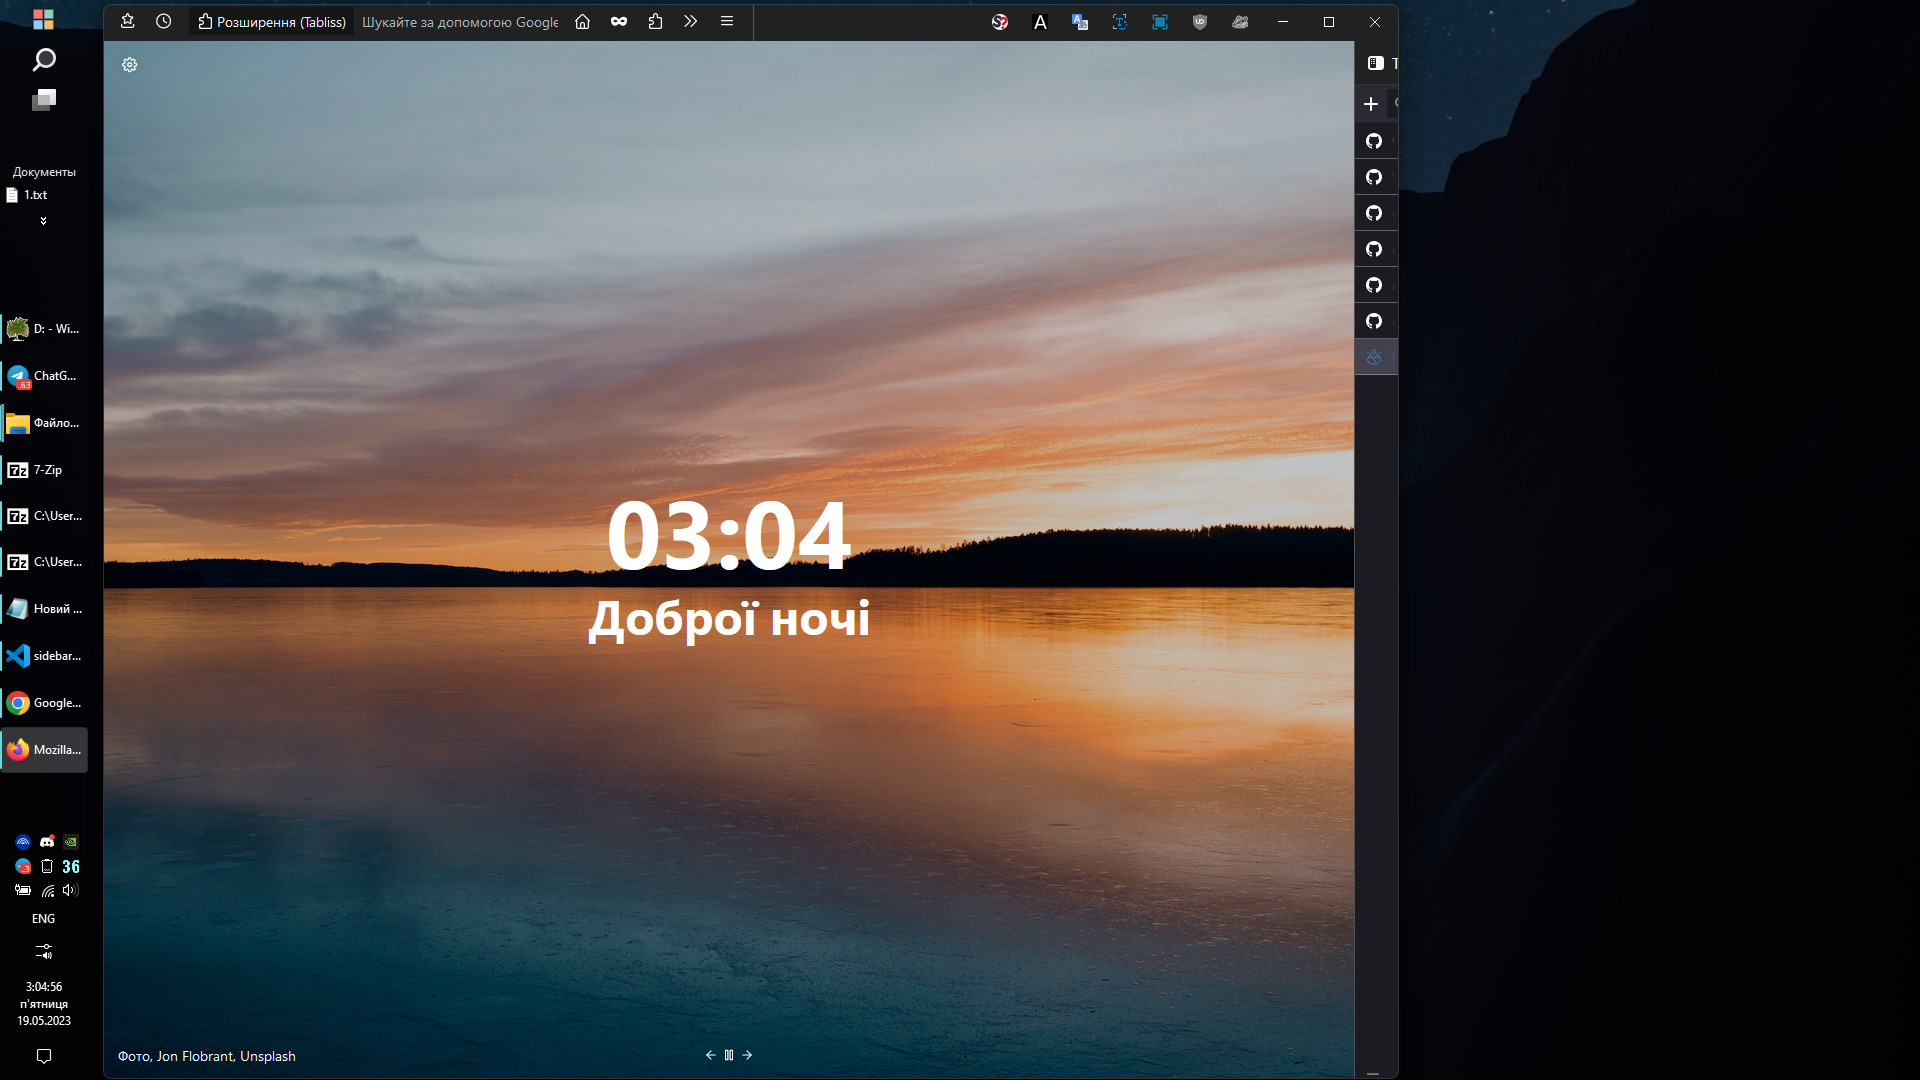 Розширення (Tabliss)
Шукайте за допомогою Google
Документы
1.txt
D: - Wi...
ChatG...
Файло...
7-Zip
C:\User...
C:\User...
Новий ...
sidebar...
Google...
Mozilla...
36
ENG
3:04:56
п'ятниця
19.05.2023
03:04
Доброї ночі
Фото, Jon Flobrant, Unsplash